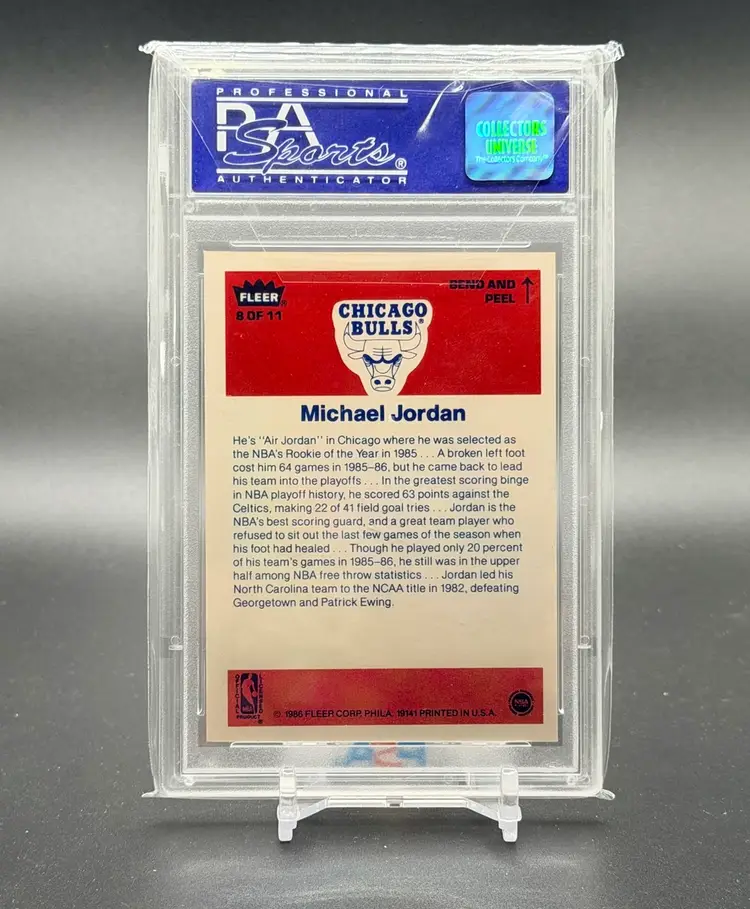 PROFESSIONAL
PSA
Sports®
AUTHENTICATOR
COLLECTORS
UNIVERSE
The Collectors Company™
FLEER®
8 OF 11
CHICAGO
BULLS®
BEND AND
PEEL ↑
Michael Jordan
He's "Air Jordan" in Chicago where he was selected as
the NBA's Rookie of the Year in 1985 . . . A broken left foot
cost him 64 games in 1985–86, but he came back to lead
his team into the playoffs . . . In the greatest scoring binge
in NBA playoff history, he scored 63 points against the
Celtics, making 22 of 41 field goal tries . . . Jordan is the
NBA's best scoring guard, and a great team player who
refused to sit out the last few games of the season when
his foot had healed . . . Though he played only 20 percent
of his team's games in 1985–86, he still was in the upper
half among NBA free throw statistics . . . Jordan led his
North Carolina team to the NCAA title in 1982, defeating
Georgetown and Patrick Ewing.
OFFICIAL
LICENSED
NBA
PRODUCT
© 1986 FLEER CORP. PHILA. 19141 PRINTED IN U.S.A.